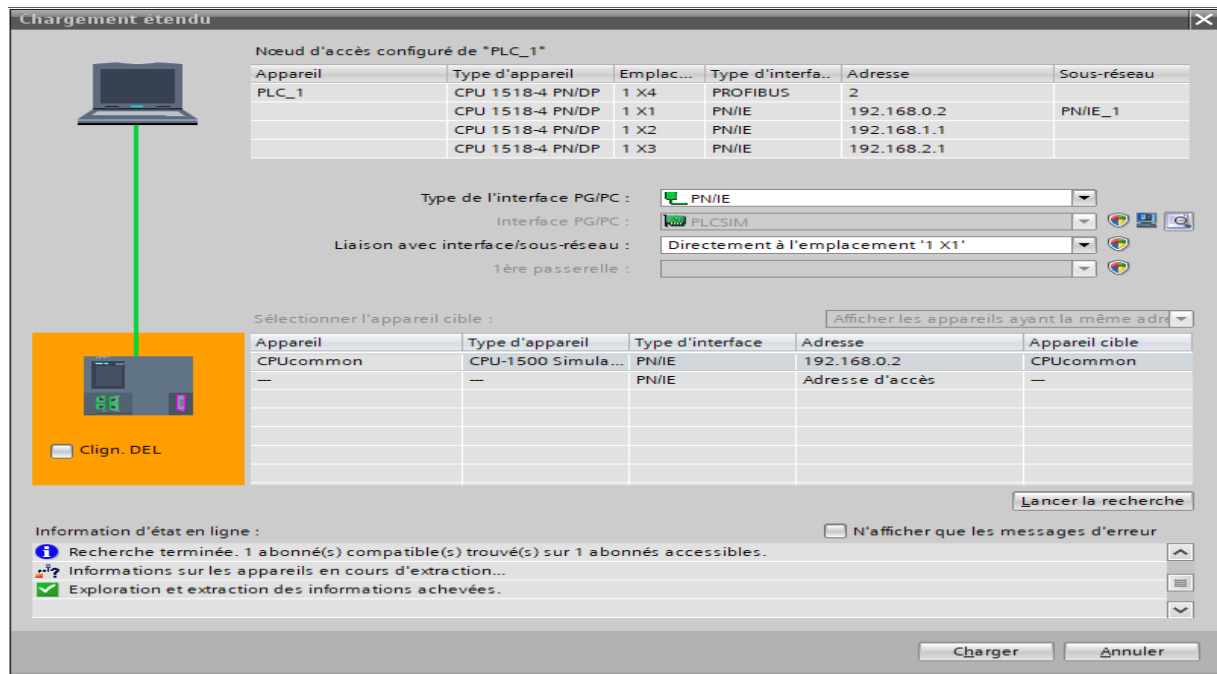 Chargement étendu
Nœud d'accès configuré de "PLC_1"
Appareil Type d'appareil Emplac... Type d'interfa.. Adresse Sous-réseau
PLC_1 CPU 1518-4 PN/DP 1 X4 PROFIBUS 2
CPU 1518-4 PN/DP 1 X1 PN/IE 192.168.0.2 PN/IE_1
CPU 1518-4 PN/DP 1 X2 PN/IE 192.168.1.1
CPU 1518-4 PN/DP 1 X3 PN/IE 192.168.2.1
Type de l'interface PG/PC : PN/IE
Interface PG/PC : PLCSIM
Liaison avec interface/sous-réseau : Directement à l'emplacement '1 X1'
1ère passerelle :
Sélectionner l'appareil cible : Afficher les appareils ayant la même adre
Appareil Type d'appareil Type d'interface Adresse Appareil cible
CPUcommon CPU-1500 Simula... PN/IE 192.168.0.2 CPUcommon
— — PN/IE Adresse d'accès —
Clign. DEL
Lancer la recherche
Information d'état en ligne : N'afficher que les messages d'erreur
Recherche terminée. 1 abonné(s) compatible(s) trouvé(s) sur 1 abonnés accessibles.
Informations sur les appareils en cours d'extraction...
Exploration et extraction des informations achevées.
Charger Annuler